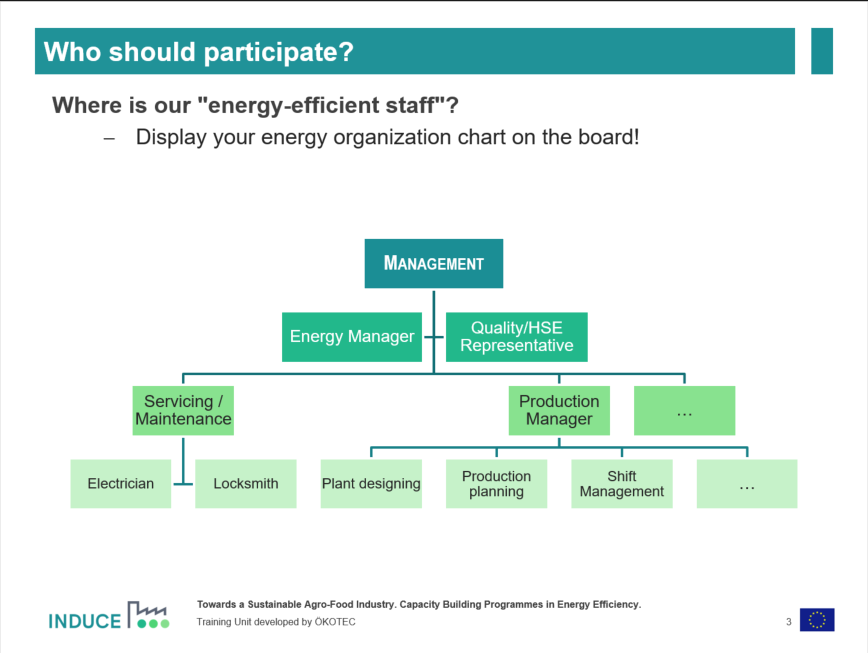 Who should participate?
Where is our "energy-efficient staff"?
– Display your energy organization chart on the board!
MANAGEMENT
Energy Manager
Quality/HSE
Representative
Servicing /
Maintenance
Production
Manager
...
Electrician
Locksmith
Plant designing
Production
planning
Shift
Management
...
INDUCE
Towards a Sustainable Agro-Food Industry. Capacity Building Programmes in Energy Efficiency.
Training Unit developed by ÖKOTEC
3